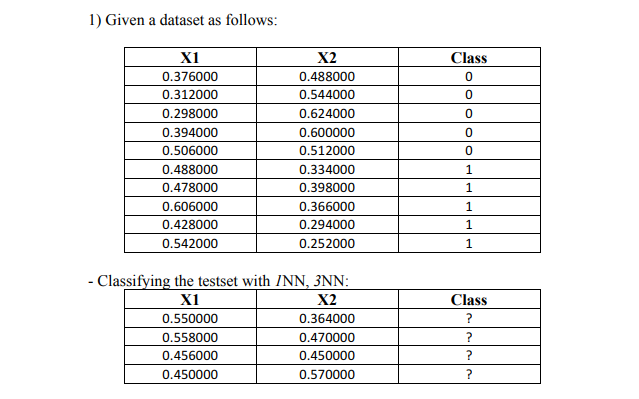 1) Given a dataset as follows:
X1 X2 Class
0.376000 0.488000 0
0.312000 0.544000 0
0.298000 0.624000 0
0.394000 0.600000 0
0.506000 0.512000 0
0.488000 0.334000 1
0.478000 0.398000 1
0.606000 0.366000 1
0.428000 0.294000 1
0.542000 0.252000 1
- Classifying the testset with 1NN, 3NN:
X1 X2 Class
0.550000 0.364000 ?
0.558000 0.470000 ?
0.456000 0.450000 ?
0.450000 0.570000 ?